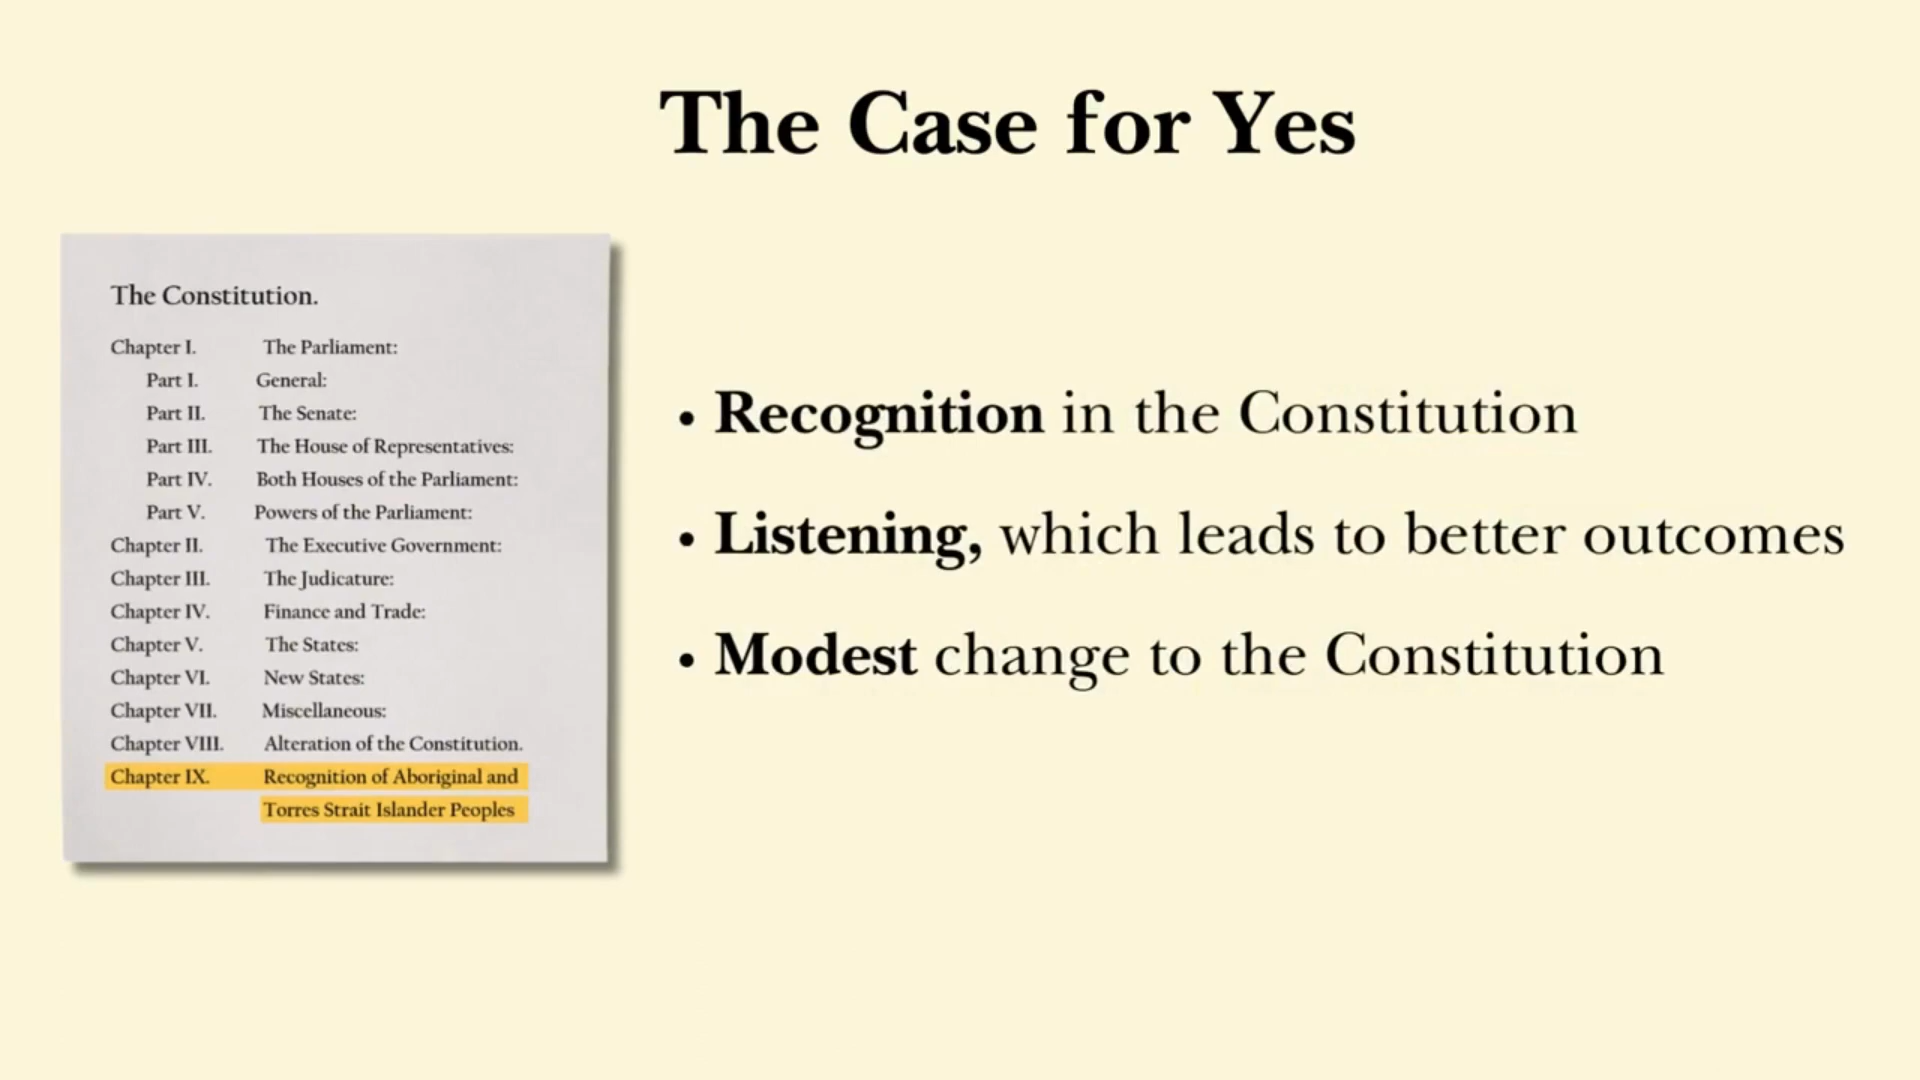 The Case for Yes
The Constitution.
Chapter I. The Parliament:
Part I. General:
Part II. The Senate:
Part III. The House of Representatives:
Part IV. Both Houses of the Parliament:
Part V. Powers of the Parliament:
Chapter II. The Executive Government:
Chapter III. The Judicature:
Chapter IV. Finance and Trade:
Chapter V. The States:
Chapter VI. New States:
Chapter VII. Miscellaneous:
Chapter VIII. Alteration of the Constitution.
Chapter IX. Recognition of Aboriginal and
Torres Strait Islander Peoples
• Recognition in the Constitution
• Listening, which leads to better outcomes
• Modest change to the Constitution